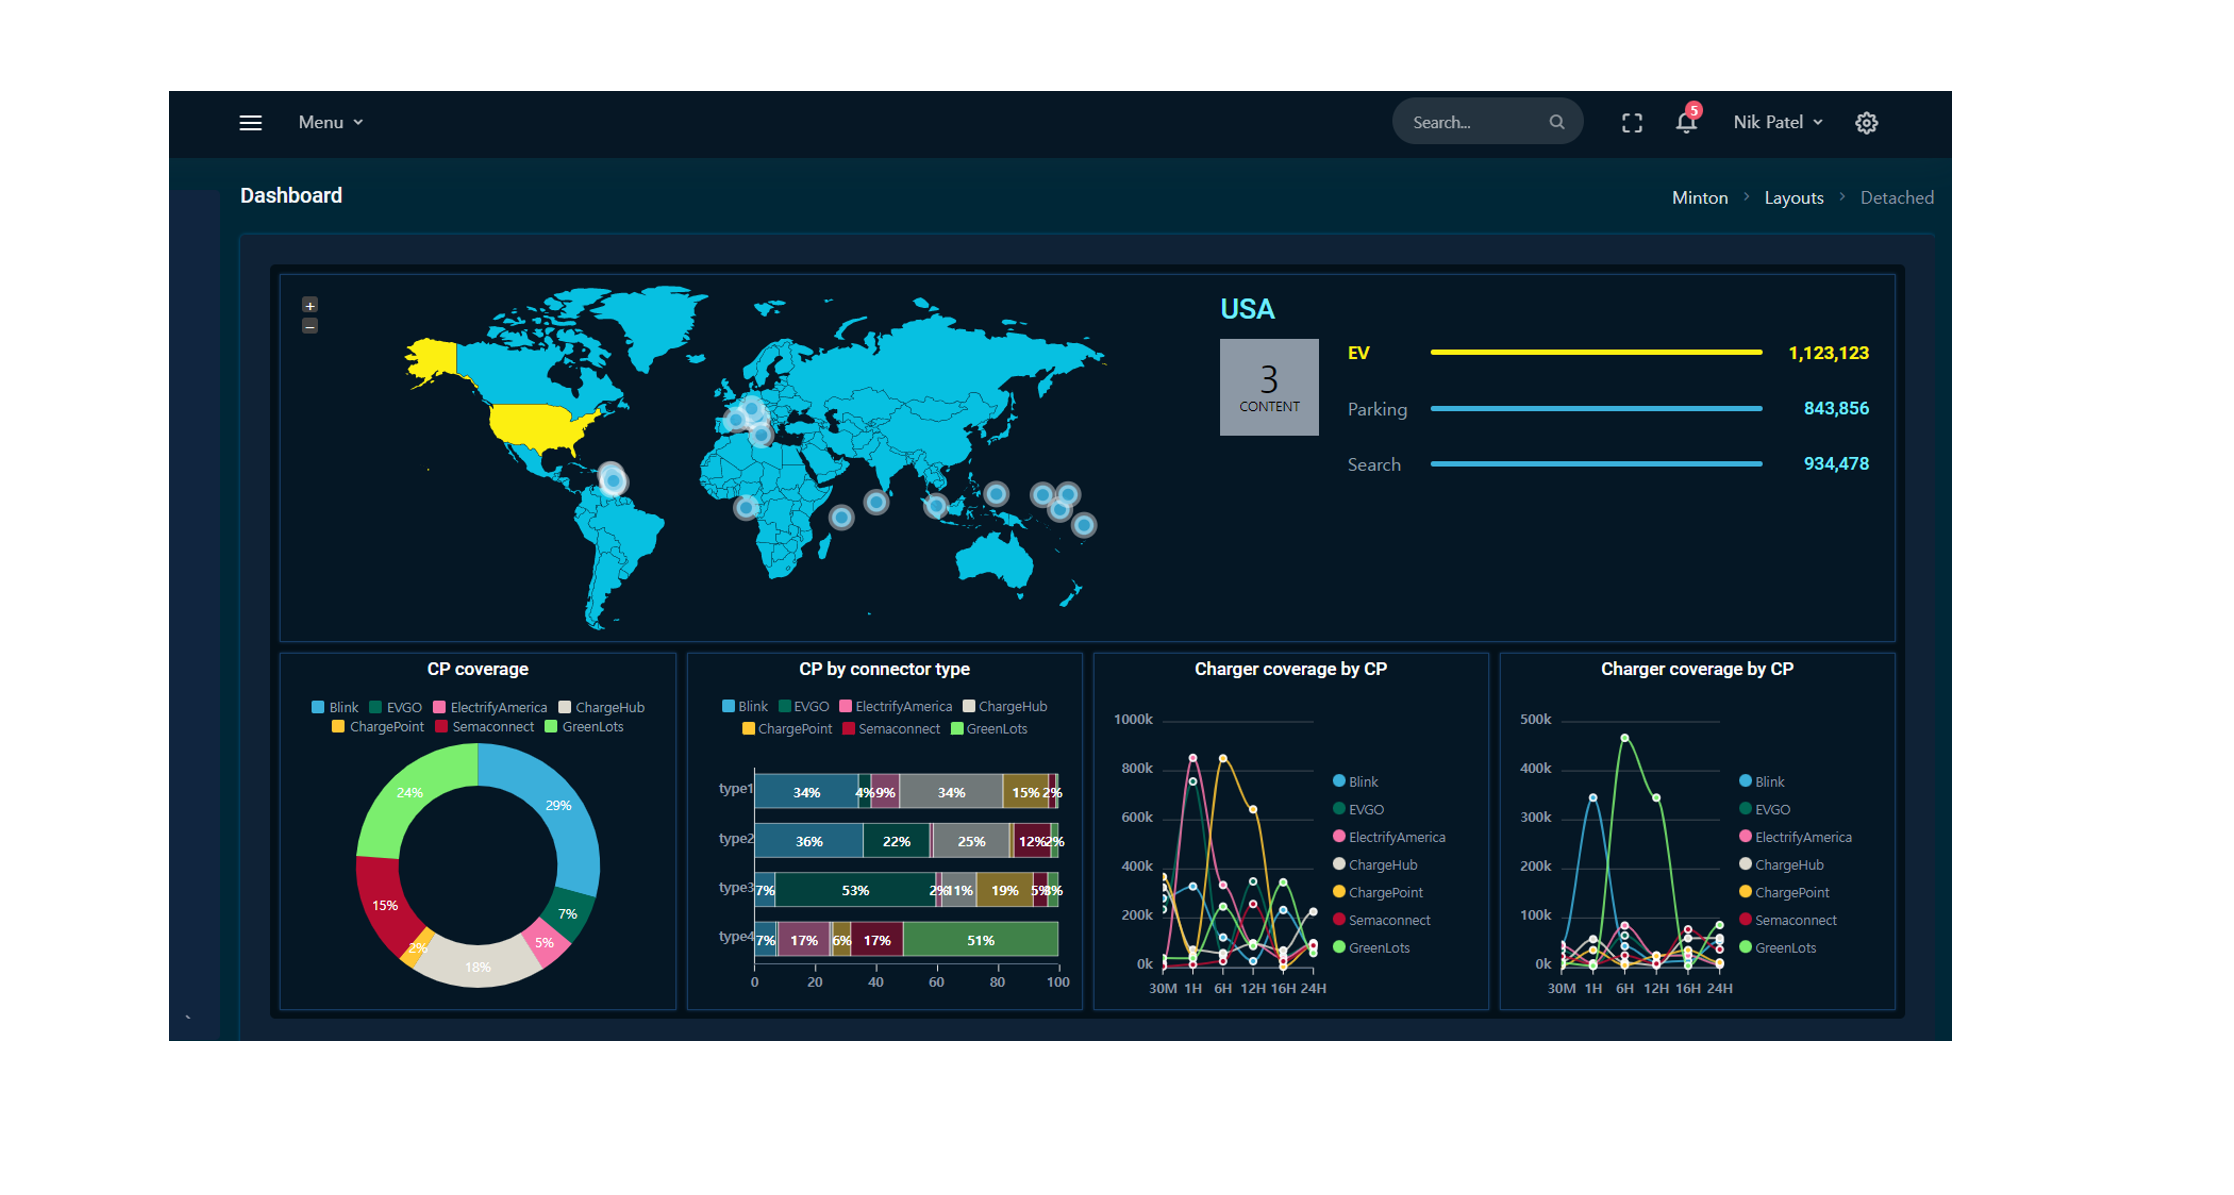 Menu
Search...
5
Nik Patel
Dashboard
Minton > Layouts > Detached
+
−
USA
3
CONTENT
EV 1,123,123
Parking 843,856
Search 934,478
CP coverage
Blink EVGO ElectrifyAmerica ChargeHub
ChargePoint Semaconnect GreenLots
24%
29%
15%
7%
2%
18%
5%
CP by connector type
Blink EVGO ElectrifyAmerica ChargeHub
ChargePoint Semaconnect GreenLots
type1 34% 4% 9% 34% 15% 2%
type2 36% 22% 25% 12% 2%
type3 7% 53% 2% 11% 19% 5% 8%
type4 7% 17% 6% 17% 51%
0 20 40 60 80 100
Charger coverage by CP
1000k
800k
600k
400k
200k
0k
30M 1H 6H 12H 16H 24H
Blink
EVGO
ElectrifyAmerica
ChargeHub
ChargePoint
Semaconnect
GreenLots
Charger coverage by CP
500k
400k
300k
200k
100k
0k
30M 1H 6H 12H 16H 24H
Blink
EVGO
ElectrifyAmerica
ChargeHub
ChargePoint
Semaconnect
GreenLots